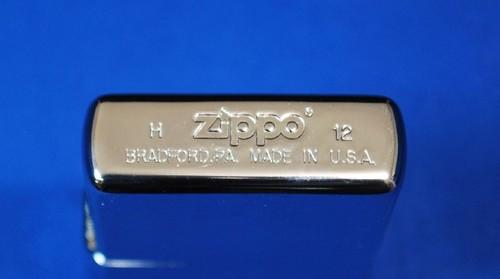 H zippo® 12
BRADFORD,PA. MADE IN U.S.A.